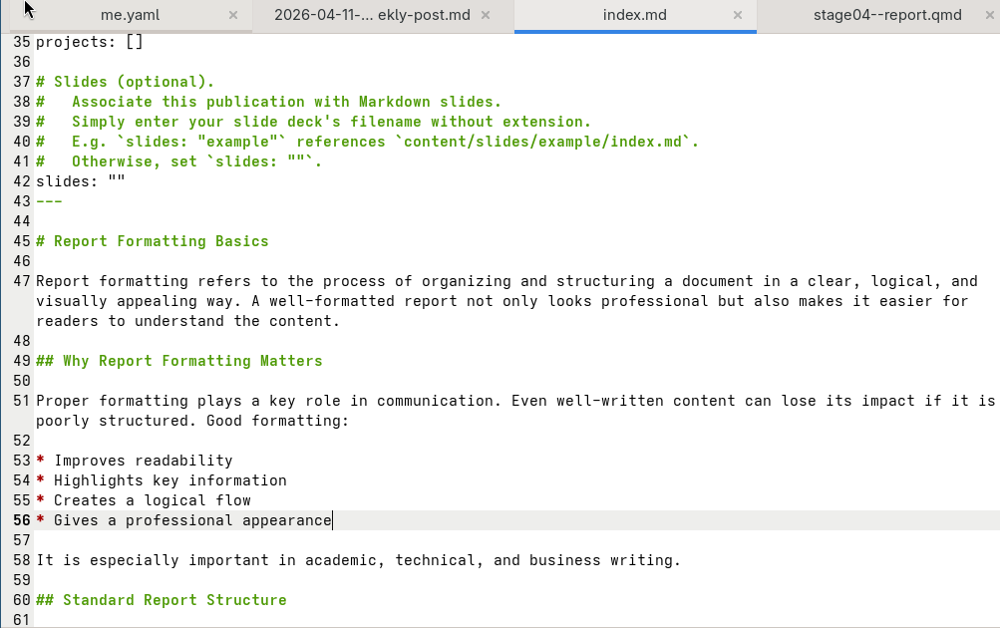 me.yaml × 2026-04-11-... ekly-post.md × index.md × stage04--report.qmd ×
35 projects: []
36
37 # Slides (optional).
38 #   Associate this publication with Markdown slides.
39 #   Simply enter your slide deck's filename without extension.
40 #   E.g. `slides: "example"` references `content/slides/example/index.md`.
41 #   Otherwise, set `slides: ""`.
42 slides: ""
43 ---
44
45 # Report Formatting Basics
46
47 Report formatting refers to the process of organizing and structuring a document in a clear, logical, and
visually appealing way. A well-formatted report not only looks professional but also makes it easier for
readers to understand the content.
48
49 ## Why Report Formatting Matters
50
51 Proper formatting plays a key role in communication. Even well-written content can lose its impact if it is
poorly structured. Good formatting:
52
53 * Improves readability
54 * Highlights key information
55 * Creates a logical flow
56 * Gives a professional appearance
57
58 It is especially important in academic, technical, and business writing.
59
60 ## Standard Report Structure
61